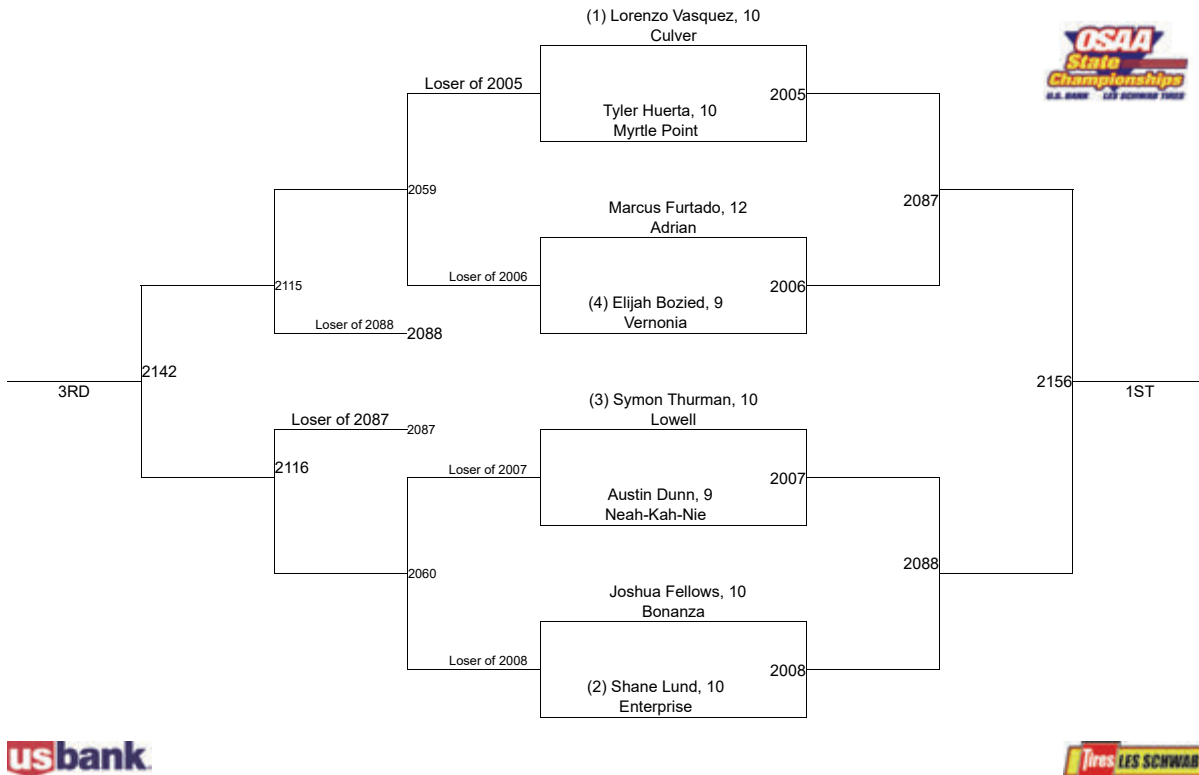 (1) Lorenzo Vasquez, 10
Culver
OSAA
State
Championships
U.S. BANK LES SCHWAB TIRES
Loser of 2005
2005
Tyler Huerta, 10
Myrtle Point
2059
2087
Marcus Furtado, 12
Adrian
Loser of 2006
2006
2115
(4) Elijah Bozied, 9
Vernonia
Loser of 2088
2088
2142
3RD
2156
1ST
(3) Symon Thurman, 10
Lowell
Loser of 2087
2087
2116
Loser of 2007
2007
Austin Dunn, 9
Neah-Kah-Nie
2060
2088
Joshua Fellows, 10
Bonanza
Loser of 2008
2008
(2) Shane Lund, 10
Enterprise
usbank
Tires LES SCHWAB